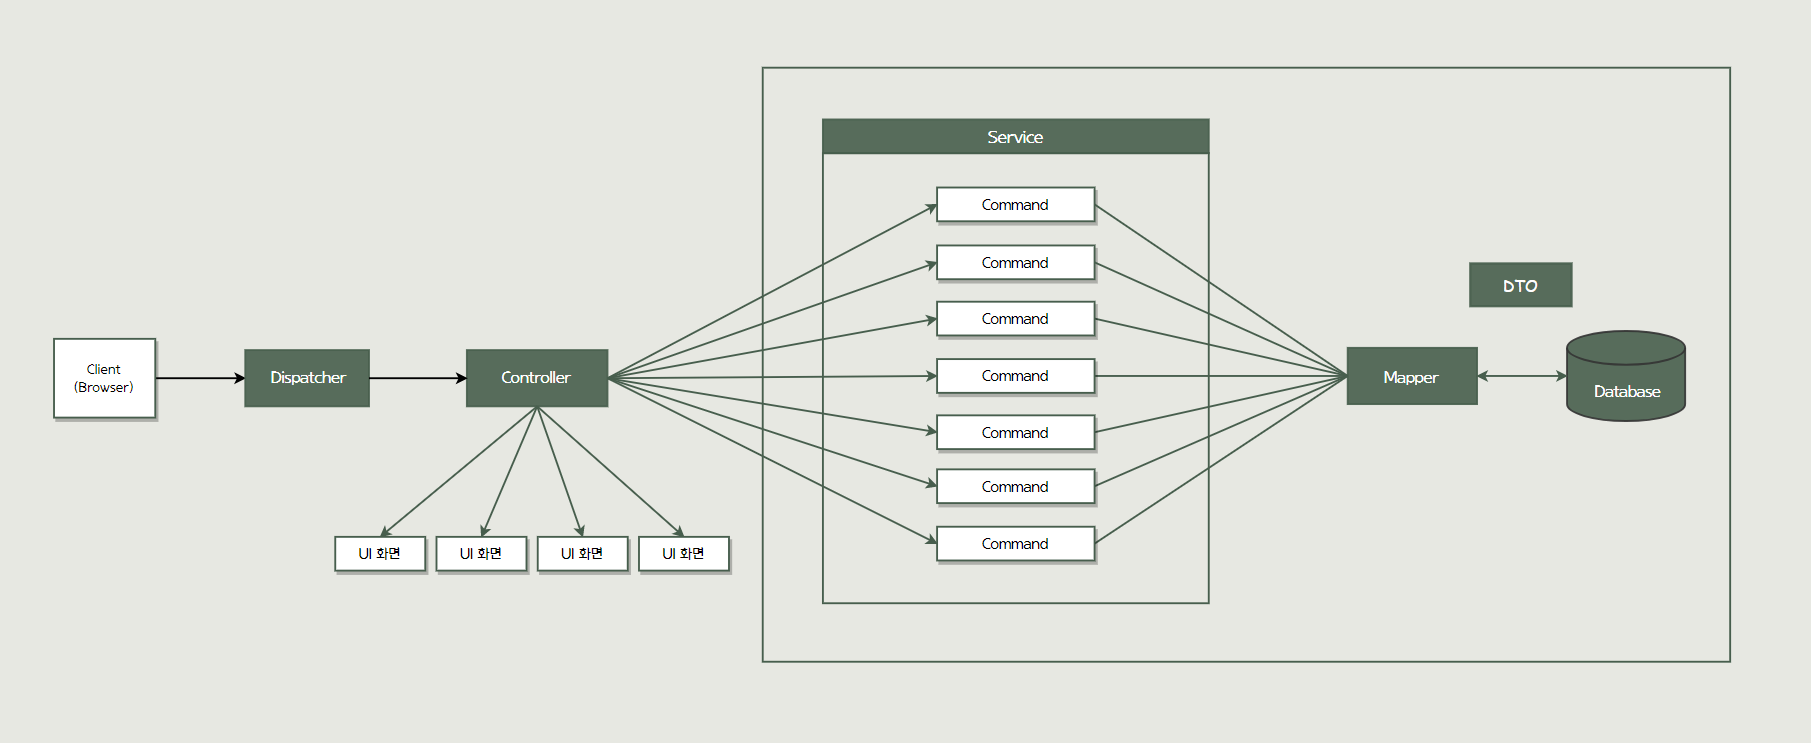 Service
Command
Command
Command
Command
Command
Command
Command
DTO
Client
(Browser)
Dispatcher
Controller
Mapper
Database
UI 화면
UI 화면
UI 화면
UI 화면